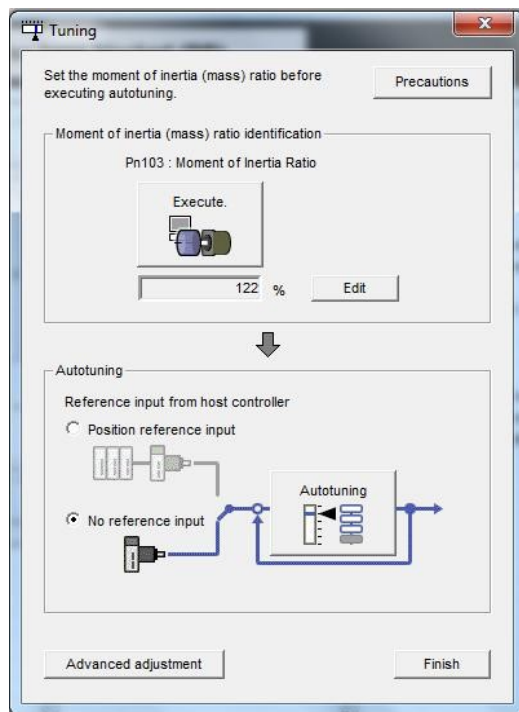 Tuning
Set the moment of inertia (mass) ratio before
executing autotuning.
Precautions
Moment of inertia (mass) ratio identification
Pn103 : Moment of Inertia Ratio
Execute.
122 %
Edit
Autotuning
Reference input from host controller
Position reference input
No reference input
Autotuning
Advanced adjustment
Finish